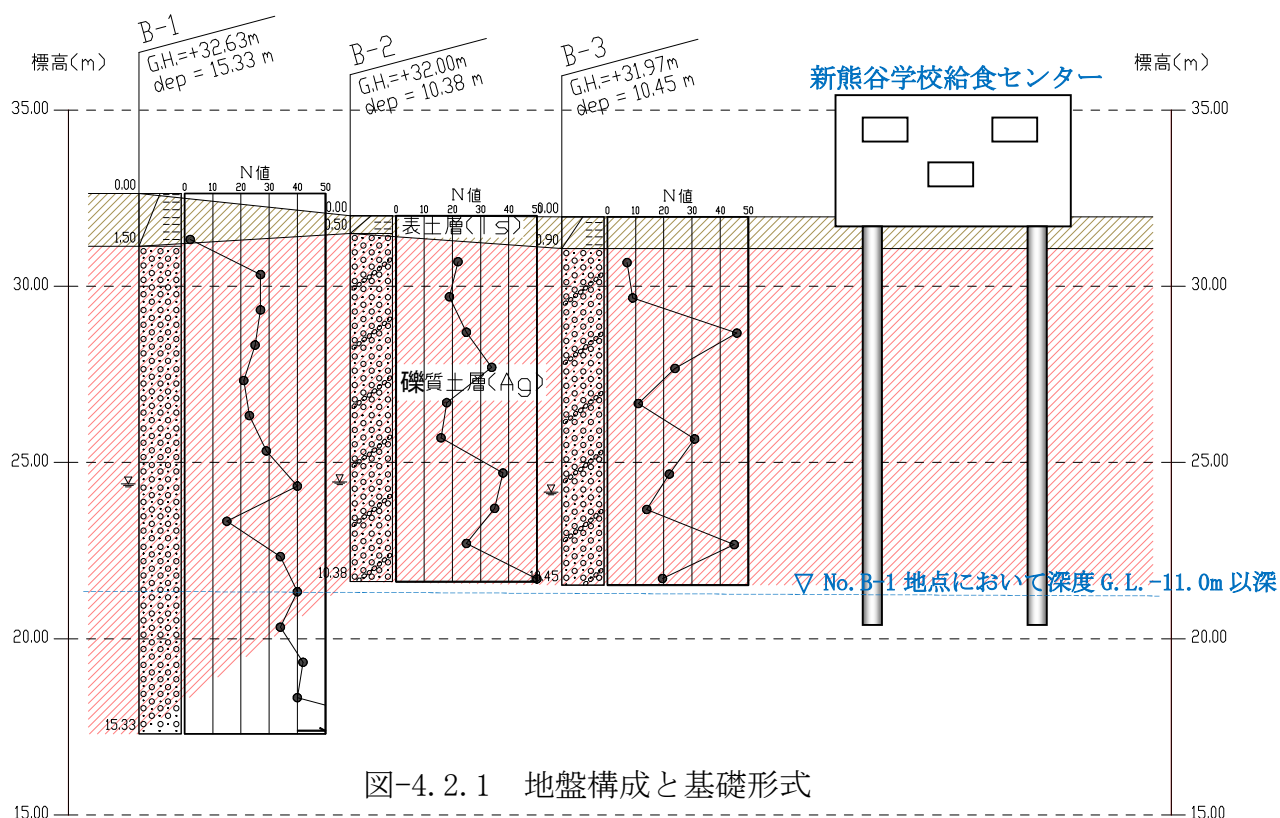 B-1
G.H.=+32.63m
dep = 15.33 m
B-2
G.H.=+32.00m
dep = 10.38 m
B-3
G.H.=+31.97m
dep = 10.45 m
標高(m)
標高(m)
新熊谷学校給食センター
35.00
35.00
N値
0 10 20 30 40 50
N値
0 10 20 30 40 50
N値
0 10 20 30 40 50
0.00
1.50
0.00
0.50
0.00
0.90
表土層(Ts)
30.00
30.00
礫質土層(Ag)
25.00
25.00
10.38
10.45
▽ No.B-1 地点において深度 G.L.-11.0m 以深
20.00
20.00
15.33
図-4.2.1 地盤構成と基礎形式
15.00
15.00